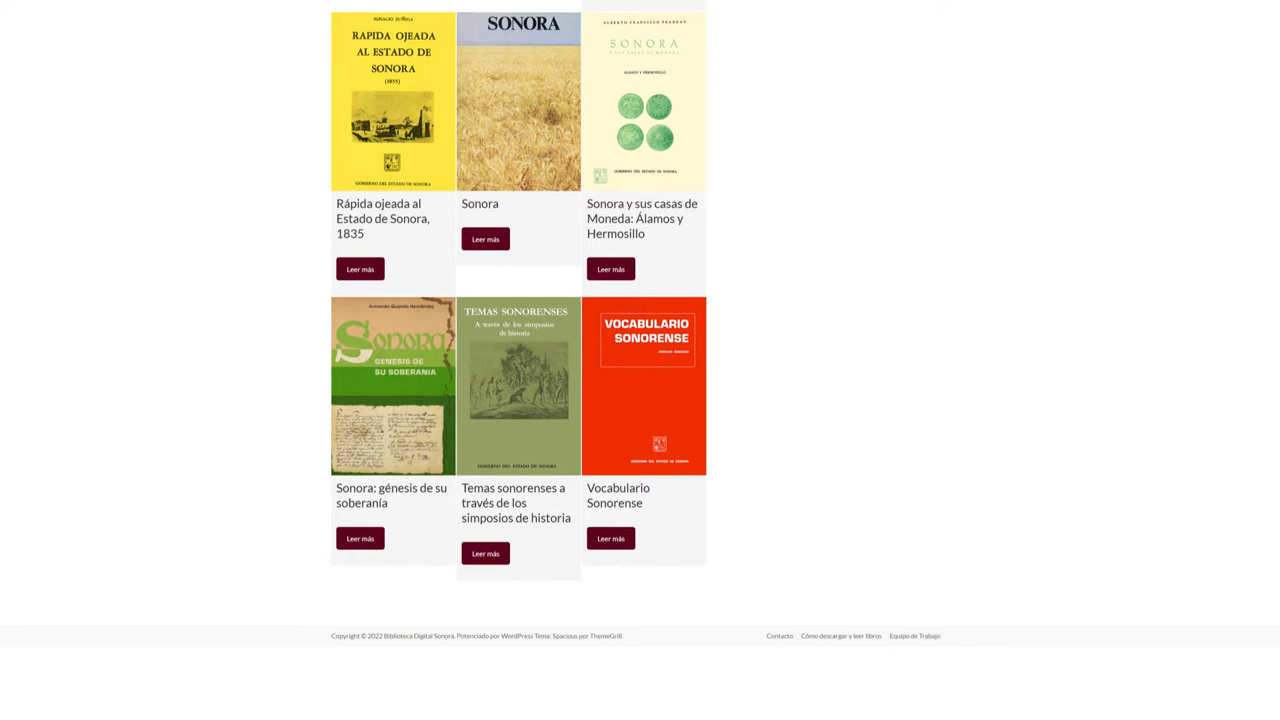 IGNACIO ZUÑIGA
RAPIDA OJEADA
AL ESTADO DE
SONORA
(1835)
GOBIERNO DEL ESTADO DE SONORA
Rápida ojeada al
Estado de Sonora,
1835
Leer más
SONORA
Sonora
Leer más
ALBERTO FRANCISCO PRADEAU
SONORA
Y SUS CASAS DE MONEDA
ALAMOS Y HERMOSILLO
GOBIERNO DEL ESTADO DE SONORA
Sonora y sus casas de
Moneda: Álamos y
Hermosillo
Leer más
Armando Quijada Hernández
Sonora
GENESIS DE
SU SOBERANIA
Sonora: génesis de su
soberanía
Leer más
TEMAS SONORENSES
A través de los simposios
de historia
GOBIERNO DEL ESTADO DE SONORA
Temas sonorenses a
través de los
simposios de historia
Leer más
VOCABULARIO
SONORENSE
GOBIERNO DEL ESTADO DE SONORA
Vocabulario
Sonorense
Leer más
Copyright © 2022 Biblioteca Digital Sonora. Potenciado por WordPress Tema: Spacious por ThemeGrill.
Contacto Cómo descargar y leer libros Equipo de Trabajo